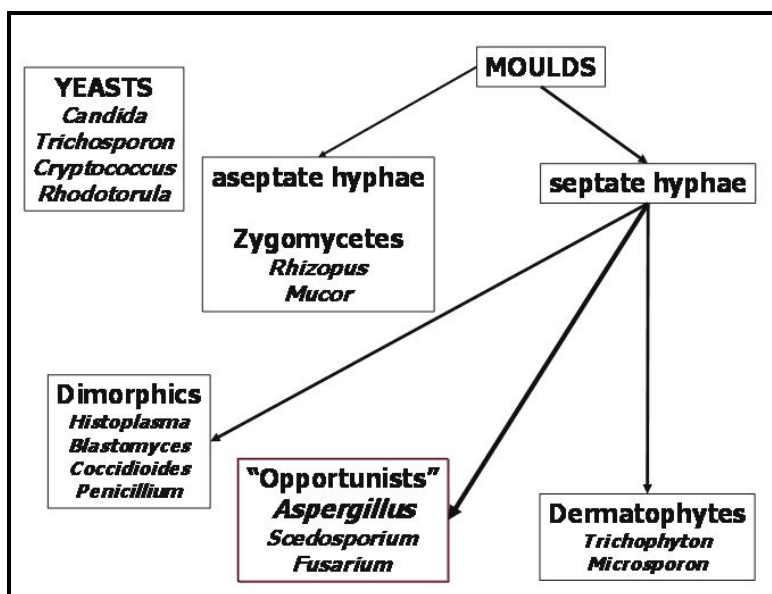 YEASTS
Candida
Trichosporon
Cryptococcus
Rhodotorula
MOULDS
aseptate hyphae
Zygomycetes
Rhizopus
Mucor
septate hyphae
Dimorphics
Histoplasma
Blastomyces
Coccidioides
Penicillium
"Opportunists"
Aspergillus
Scedosporium
Fusarium
Dermatophytes
Trichophyton
Microsporon